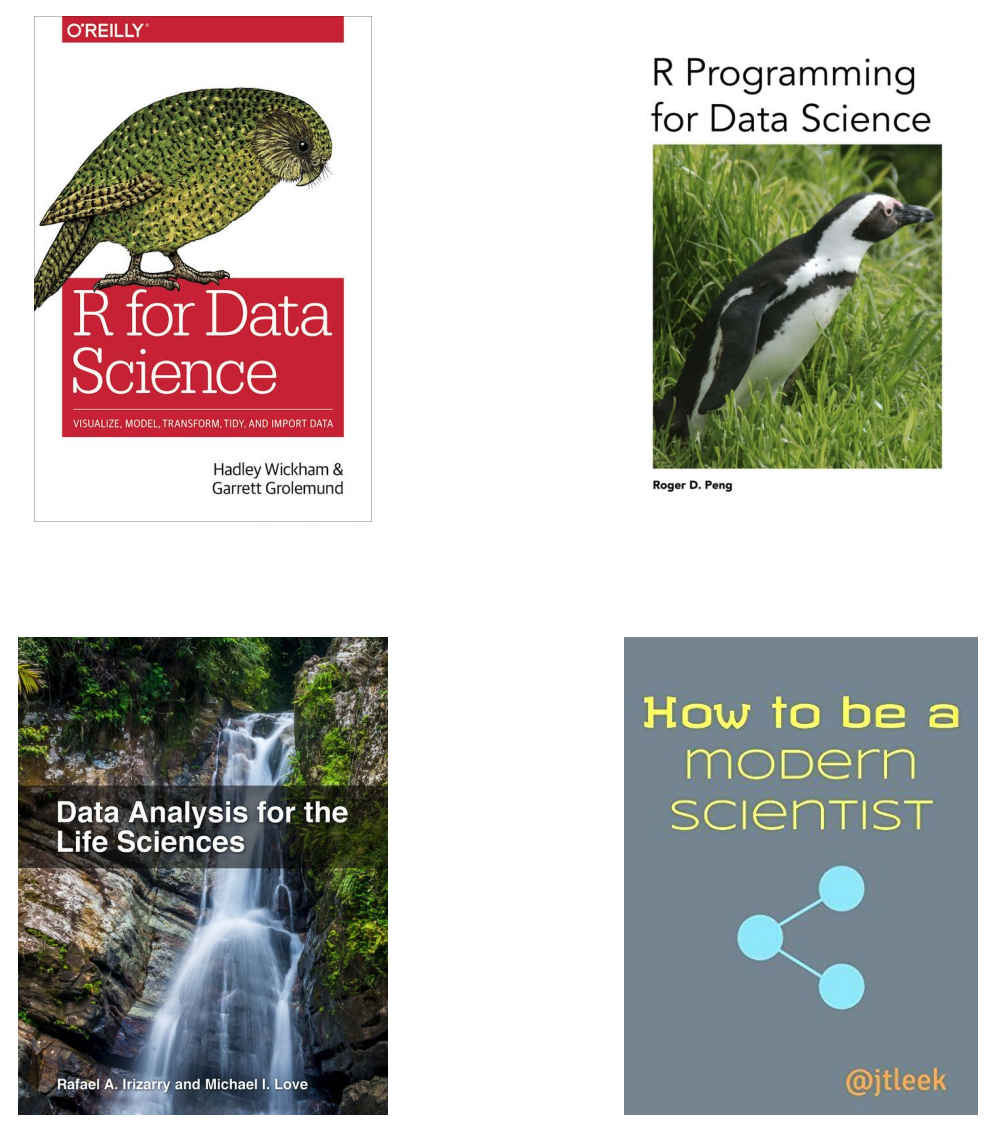 O'REILLY®
R for Data
Science
VISUALIZE, MODEL, TRANSFORM, TIDY, AND IMPORT DATA
Hadley Wickham &
Garrett Grolemund
R Programming
for Data Science
Roger D. Peng
Data Analysis for the
Life Sciences
Rafael A. Irizarry and Michael I. Love
How to be a
modern
scientist
@jtleek